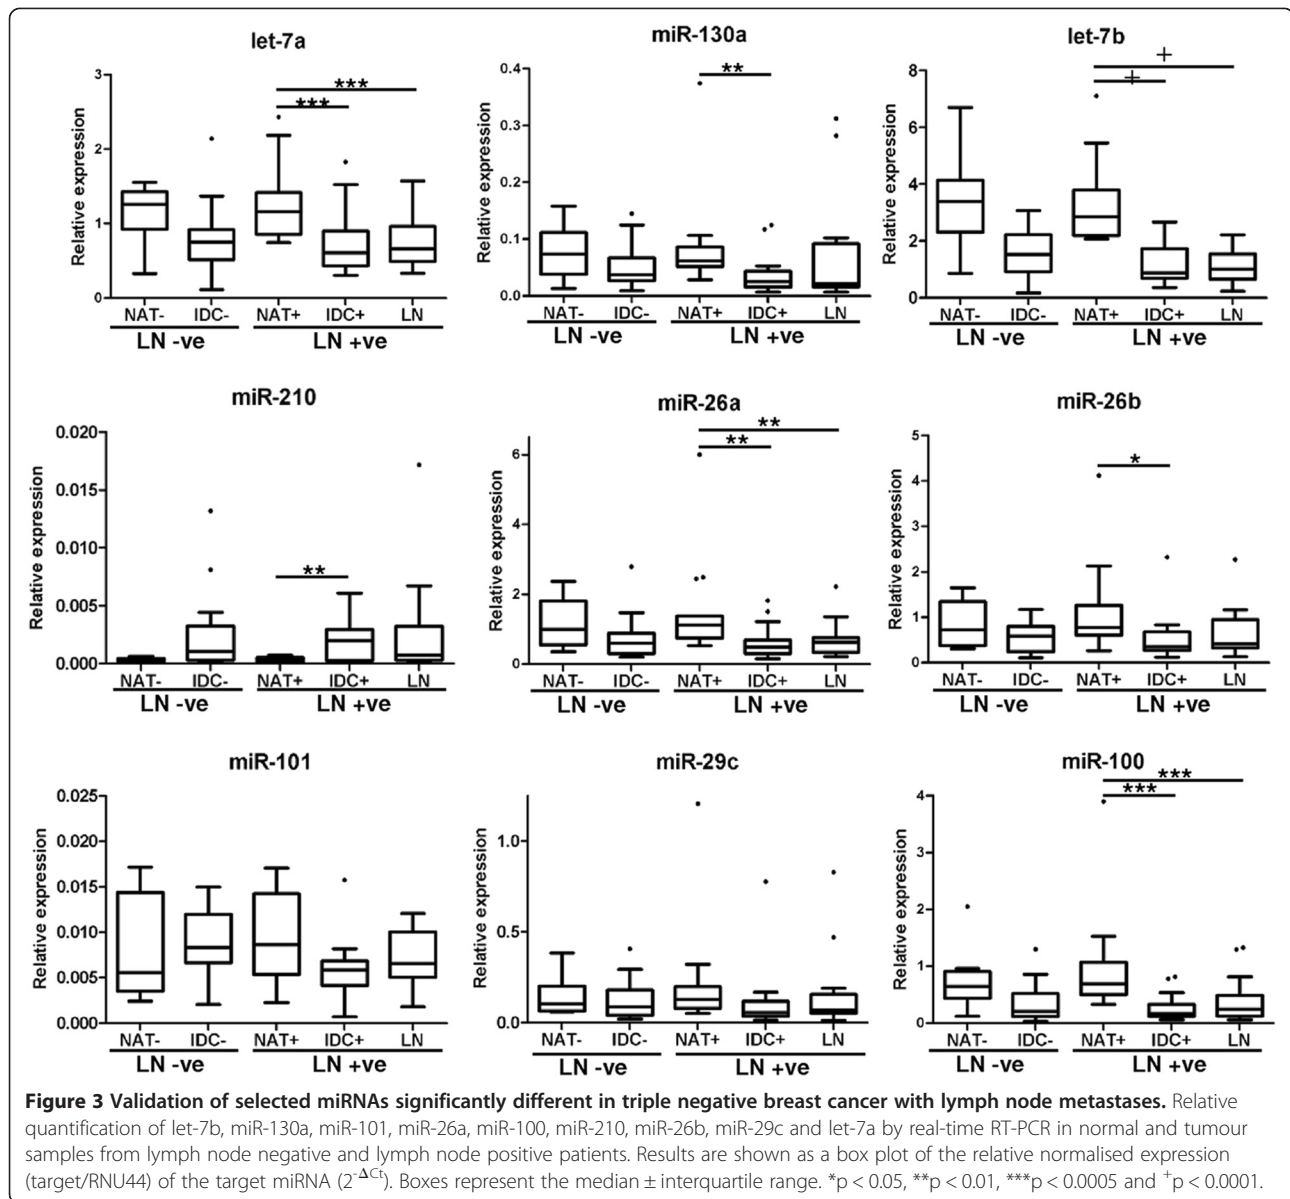 let-7a
Relative expression
3
2
1
0
***
***
NAT- IDC- NAT+ IDC+ LN
LN -ve LN +ve
miR-130a
Relative expression
0.4
0.3
0.2
0.1
0.0
**
NAT- IDC- NAT+ IDC+ LN
LN -ve LN +ve
let-7b
Relative expression
8
6
4
2
0
+
+
NAT- IDC- NAT+ IDC+ LN
LN -ve LN +ve
miR-210
Relative expression
0.020
0.015
0.010
0.005
0.000
**
NAT- IDC- NAT+ IDC+ LN
LN -ve LN +ve
miR-26a
Relative expression
6
4
2
0
**
**
NAT- IDC- NAT+ IDC+ LN
LN -ve LN +ve
miR-26b
Relative expression
5
4
3
2
1
0
*
NAT- IDC- NAT+ IDC+ LN
LN -ve LN +ve
miR-101
Relative expression
0.025
0.020
0.015
0.010
0.005
0.000
NAT- IDC- NAT+ IDC+ LN
LN -ve LN +ve
miR-29c
Relative expression
1.0
0.5
0.0
NAT- IDC- NAT+ IDC+ LN
LN -ve LN +ve
miR-100
Relative expression
4
3
2
1
0
***
***
NAT- IDC- NAT+ IDC+ LN
LN -ve LN +ve
Figure 3 Validation of selected miRNAs significantly different in triple negative breast cancer with lymph node metastases. Relative
quantification of let-7b, miR-130a, miR-101, miR-26a, miR-100, miR-210, miR-26b, miR-29c and let-7a by real-time RT-PCR in normal and tumour
samples from lymph node negative and lymph node positive patients. Results are shown as a box plot of the relative normalised expression
(target/RNU44) of the target miRNA (2^-ΔCt). Boxes represent the median ± interquartile range. *p < 0.05, **p < 0.01, ***p < 0.0005 and ⁺p < 0.0001.